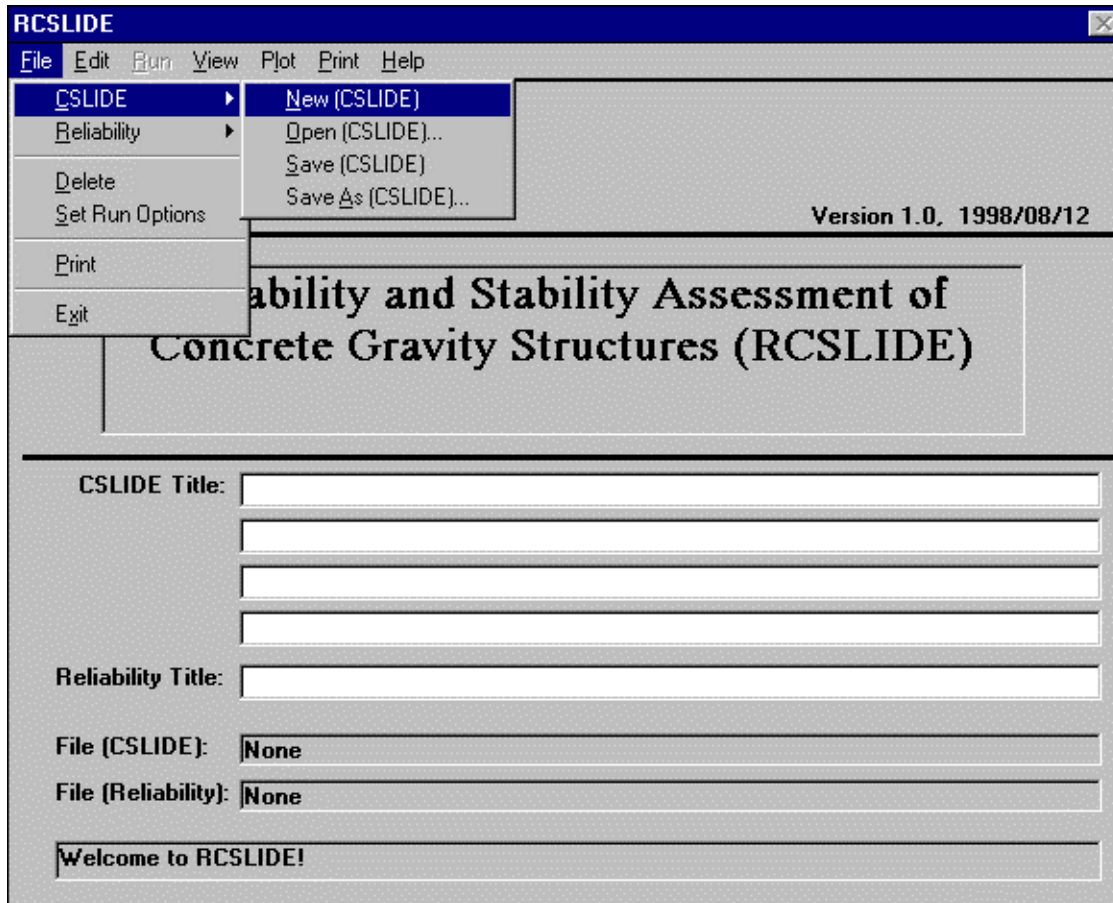 RCSLIDE
File Edit Run View Plot Print Help
CSLIDE
Reliability
Delete
Set Run Options
Print
Exit
New (CSLIDE)
Open (CSLIDE)...
Save (CSLIDE)
Save As (CSLIDE)...
Version 1.0, 1998/08/12
ability and Stability Assessment of
Concrete Gravity Structures (RCSLIDE)
CSLIDE Title:
Reliability Title:
File (CSLIDE): None
File (Reliability): None
Welcome to RCSLIDE!